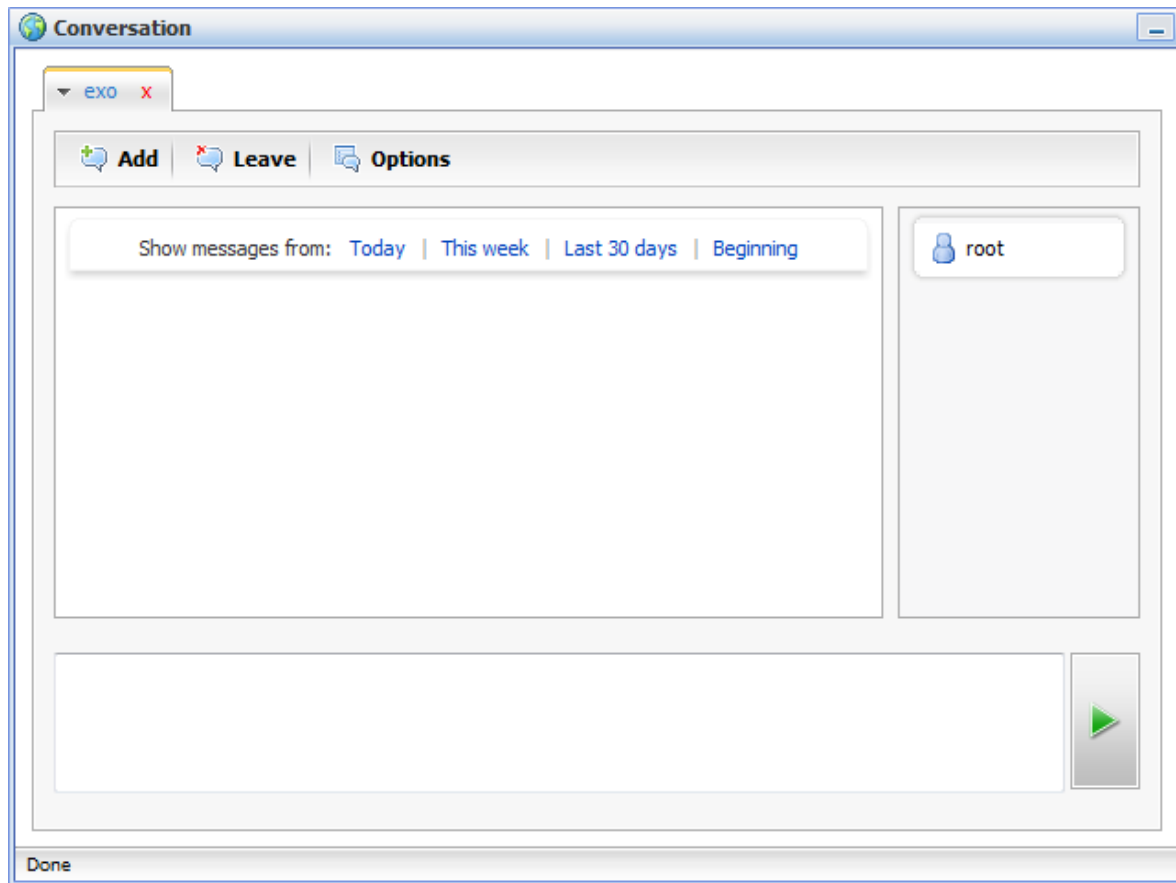 Conversation
exo x
Add Leave Options
Show messages from: Today | This week | Last 30 days | Beginning
root
Done